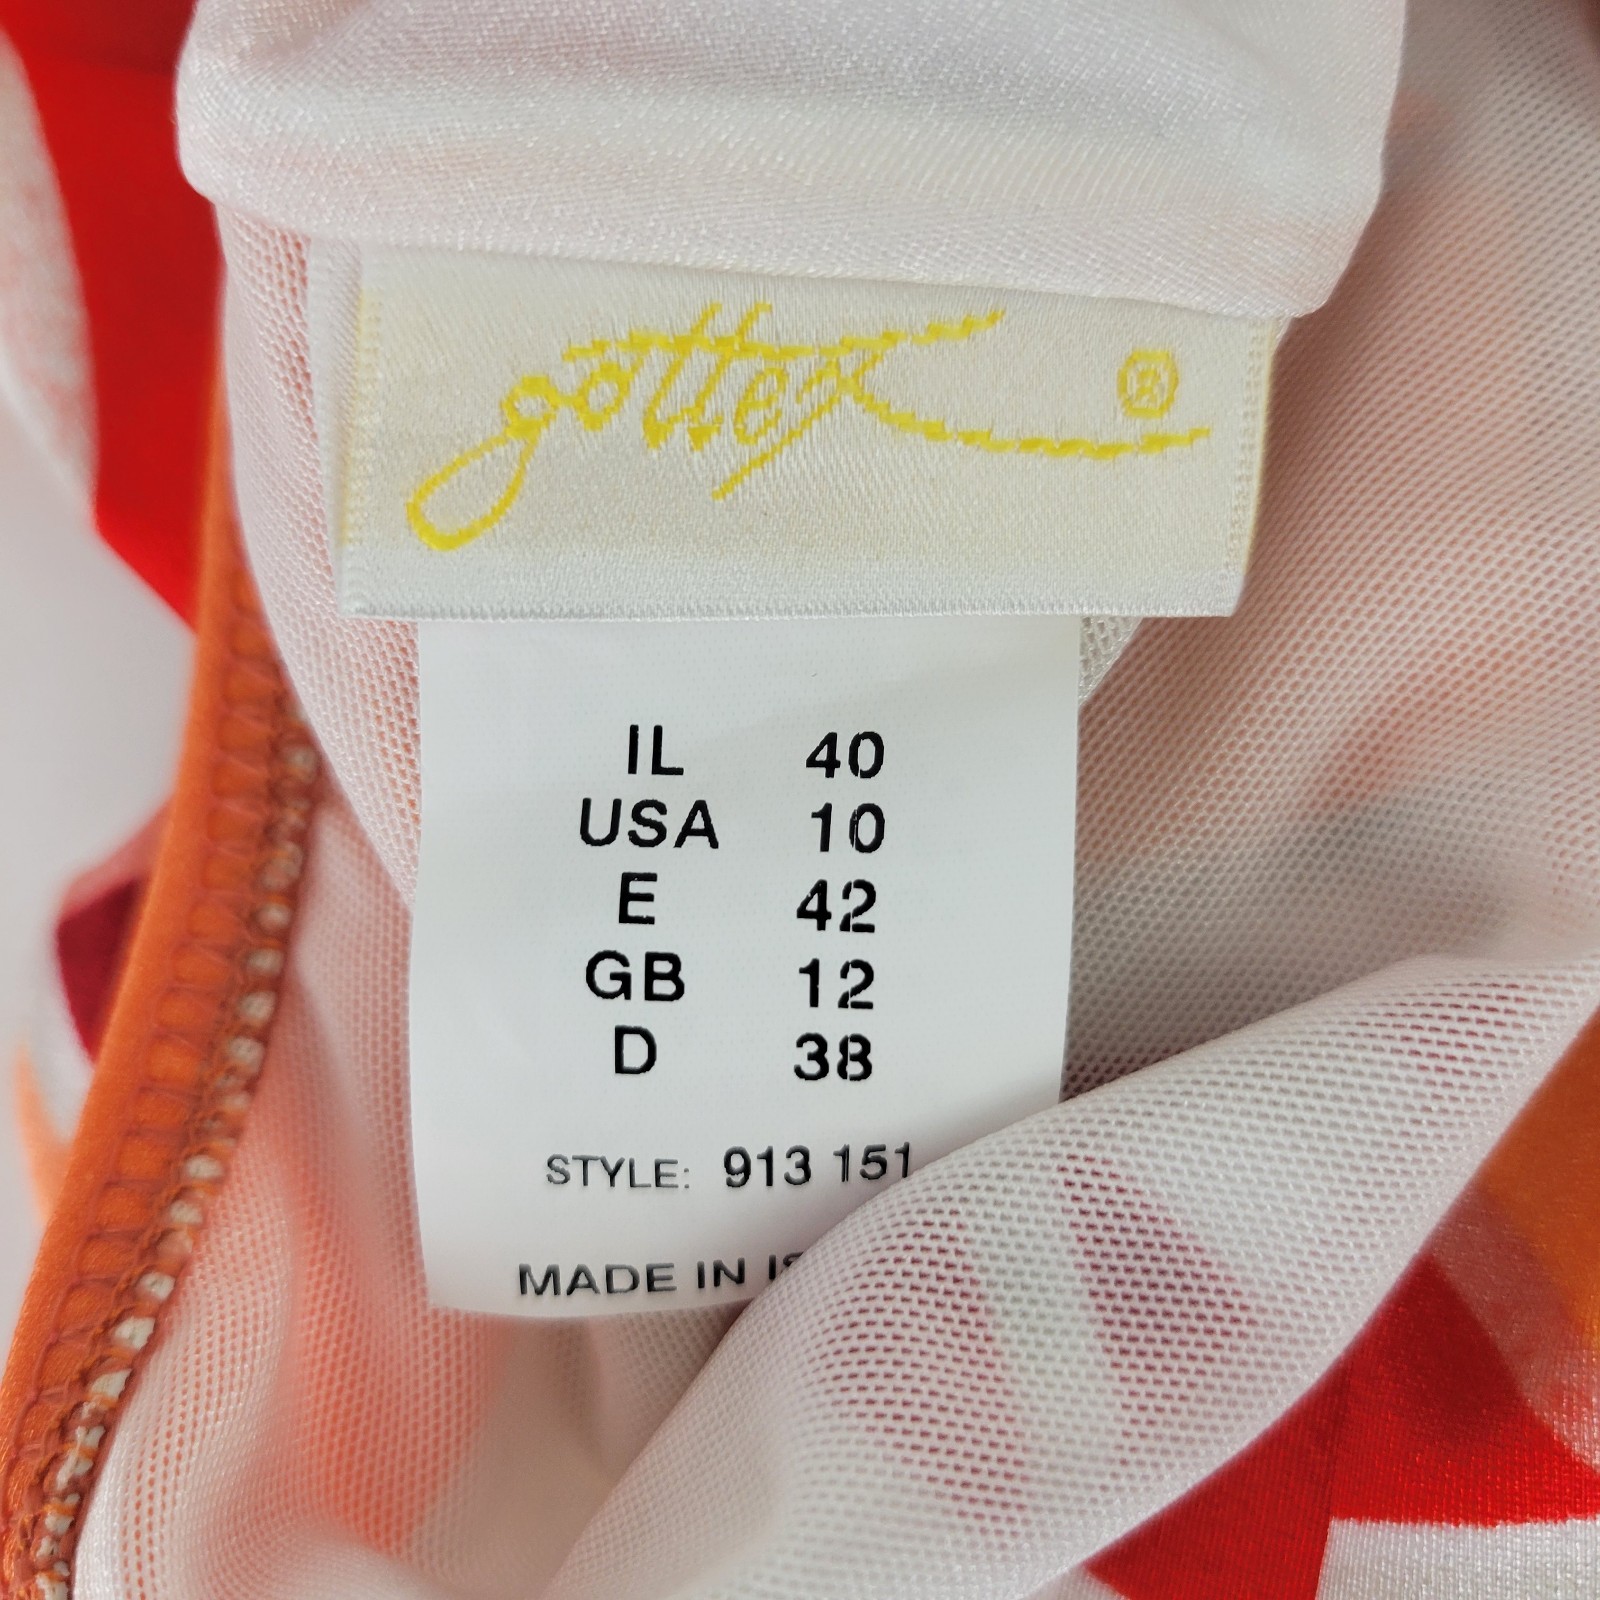 gottex ®
IL 40
USA 10
E 42
GB 12
D 38
STYLE: 913 151
MADE IN